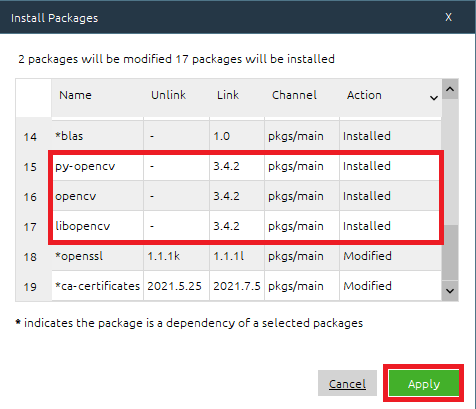 Install Packages X
2 packages will be modified 17 packages will be installed
Name Unlink Link Channel Action
14 *blas - 1.0 pkgs/main Installed
15 py-opencv - 3.4.2 pkgs/main Installed
16 opencv - 3.4.2 pkgs/main Installed
17 libopencv - 3.4.2 pkgs/main Installed
18 *openssl 1.1.1k 1.1.1l pkgs/main Modified
19 *ca-certificates 2021.5.25 2021.7.5 pkgs/main Modified
* indicates the package is a dependency of a selected packages
Cancel Apply